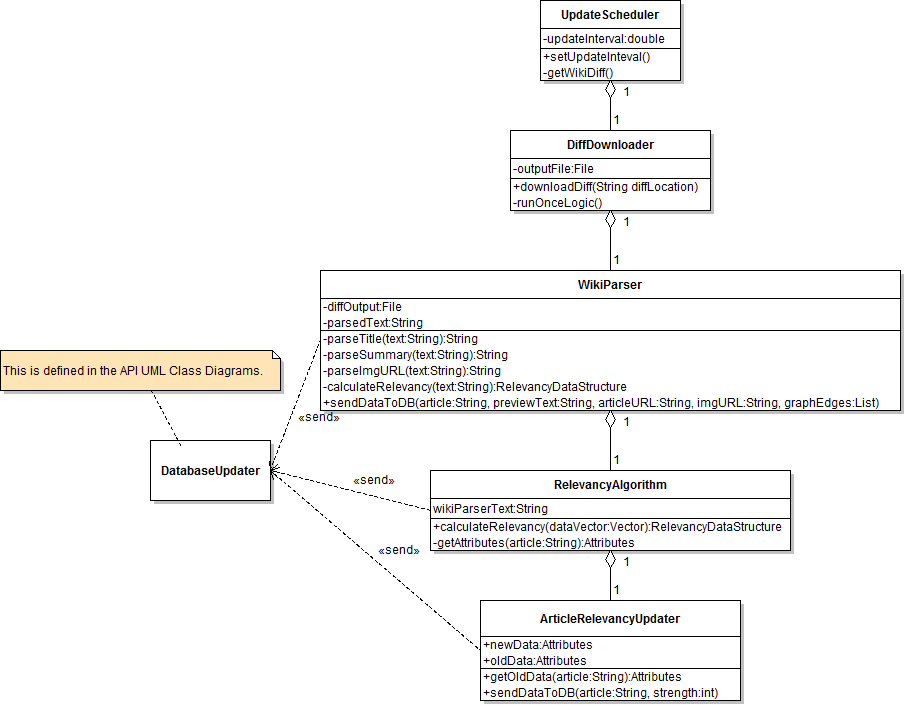 UpdateScheduler
-updateInterval:double
+setUpdateInteval()
-getWikiDiff()
1
1
DiffDownloader
-outputFile:File
+downloadDiff(String diffLocation)
-runOnceLogic()
1
1
WikiParser
-diffOutput:File
-parsedText:String
-parseTitle(text:String):String
-parseSummary(text:String):String
-parseImgURL(text:String):String
-calculateRelevancy(text:String):RelevancyDataStructure
+sendDataToDB(article:String, previewText:String, articleURL:String, imgURL:String, graphEdges:List)
This is defined in the API UML Class Diagrams.
«send»
1
1
DatabaseUpdater
«send»
RelevancyAlgorithm
wikiParserText:String
+calculateRelevancy(dataVector:Vector):RelevancyDataStructure
-getAttributes(article:String):Attributes
«send»
1
1
ArticleRelevancyUpdater
+newData:Attributes
+oldData:Attributes
+getOldData(article:String):Attributes
+sendDataToDB(article:String, strength:int)